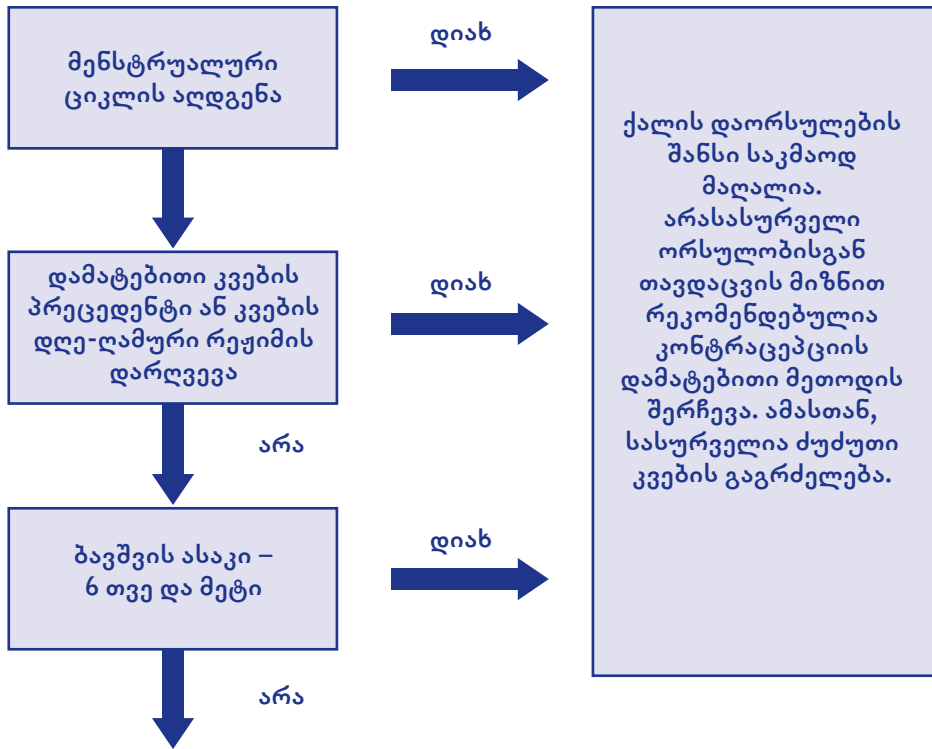 მენსტრუალური
ციკლის აღდგენა
დიახ
დამატებითი კვების
პრეცედენტი ან კვების
დღე-ღამური რეჟიმის
დარღვევა
დიახ
არა
ბავშვის ასაკი –
6 თვე და მეტი
დიახ
არა
ქალის დაორსულების
შანსი საკმაოდ
მაღალია.
არასასურველი
ორსულობისგან
თავდაცვის მიზნით
რეკომენდებულია
კონტრაცეპციის
დამატებითი მეთოდის
შერჩევა. ამასთან,
სასურველია ძუძუთი
კვების გაგრძელება.